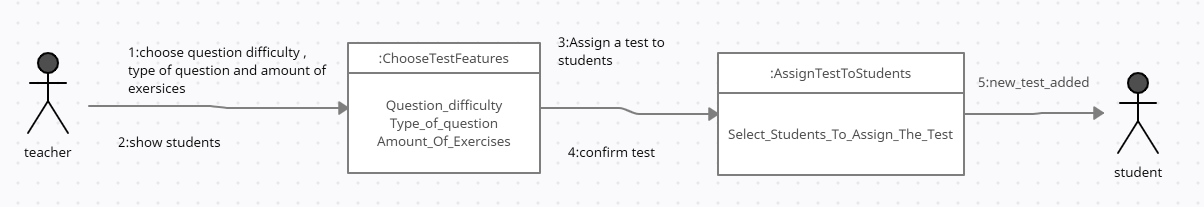 1:choose question difficulty ,
type of question and amount of
exersices
2:show students
teacher
:ChooseTestFeatures
Question_difficulty
Type_of_question
Amount_Of_Exercises
3:Assign a test to
students
4:confirm test
:AssignTestToStudents
Select_Students_To_Assign_The_Test
5:new_test_added
student